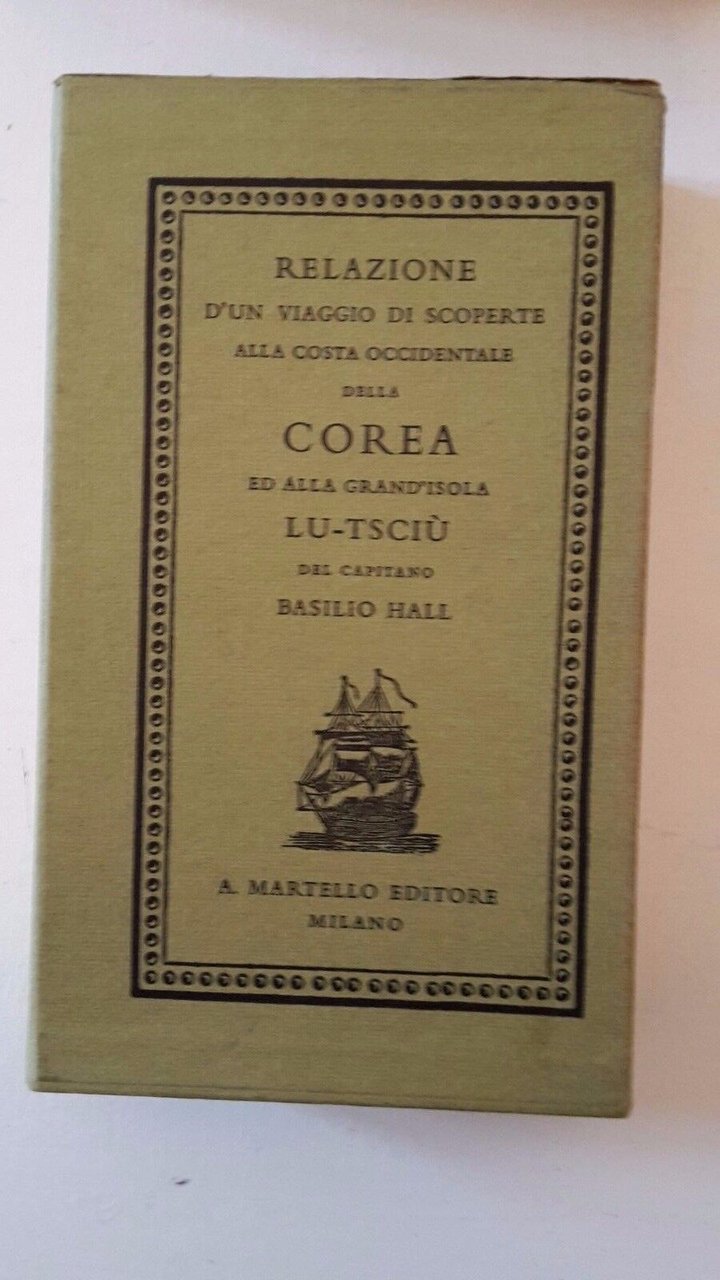 RELAZIONE
D'UN VIAGGIO DI SCOPERTE
ALLA COSTA OCCIDENTALE
DELLA
COREA
ED ALLA GRAND'ISOLA
LU-TSCIÙ
DEL CAPITANO
BASILIO HALL
A. MARTELLO EDITORE
MILANO